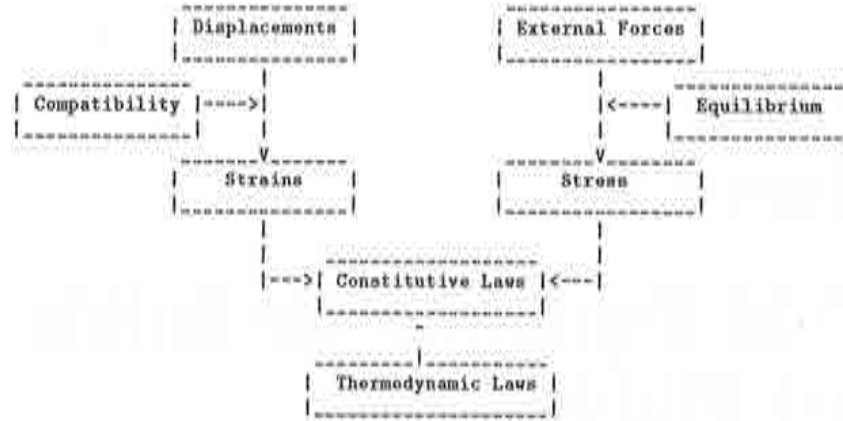 Displacements
External Forces
Compatibility
Equilibrium
Strains
Stress
Constitutive Laws
Thermodynamic Laws